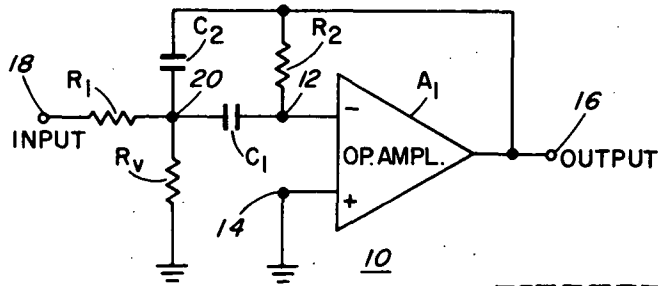 C2
R2
18
R1
20
12
A1
16
INPUT
C1
−
OP. AMPL.
OUTPUT
Rv
14
+
10